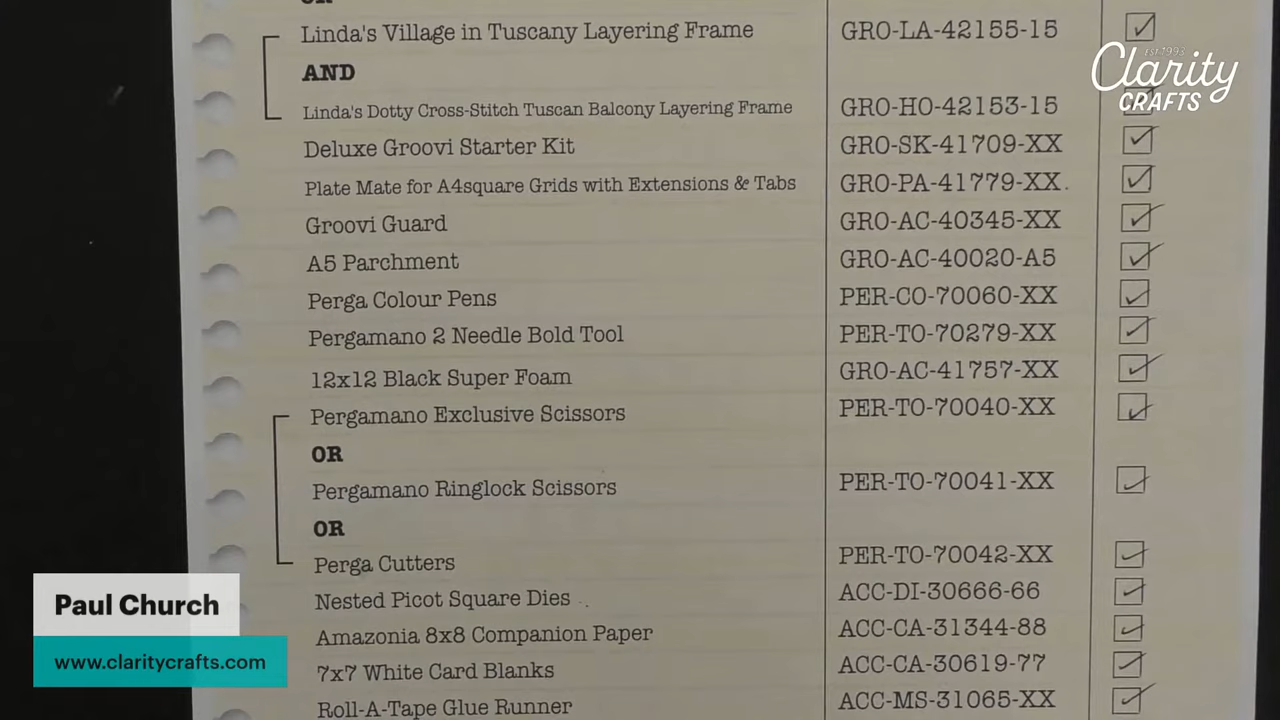 OR
Linda's Village in Tuscany Layering Frame GRO-LA-42155-15
AND
Linda's Dotty Cross-Stitch Tuscan Balcony Layering Frame GRO-HO-42153-15
Deluxe Groovi Starter Kit GRO-SK-41709-XX
Plate Mate for A4square Grids with Extensions & Tabs GRO-PA-41779-XX
Groovi Guard GRO-AC-40345-XX
A5 Parchment GRO-AC-40020-A5
Perga Colour Pens PER-CO-70060-XX
Pergamano 2 Needle Bold Tool PER-TO-70279-XX
12x12 Black Super Foam GRO-AC-41757-XX
Pergamano Exclusive Scissors PER-TO-70040-XX
OR
Pergamano Ringlock Scissors PER-TO-70041-XX
OR
Perga Cutters PER-TO-70042-XX
Nested Picot Square Dies ACC-DI-30666-66
Amazonia 8x8 Companion Paper ACC-CA-31344-88
7x7 White Card Blanks ACC-CA-30619-77
Roll-A-Tape Glue Runner ACC-MS-31065-XX
EST.1993
Clarity
CRAFTS
Paul Church
www.claritycrafts.com